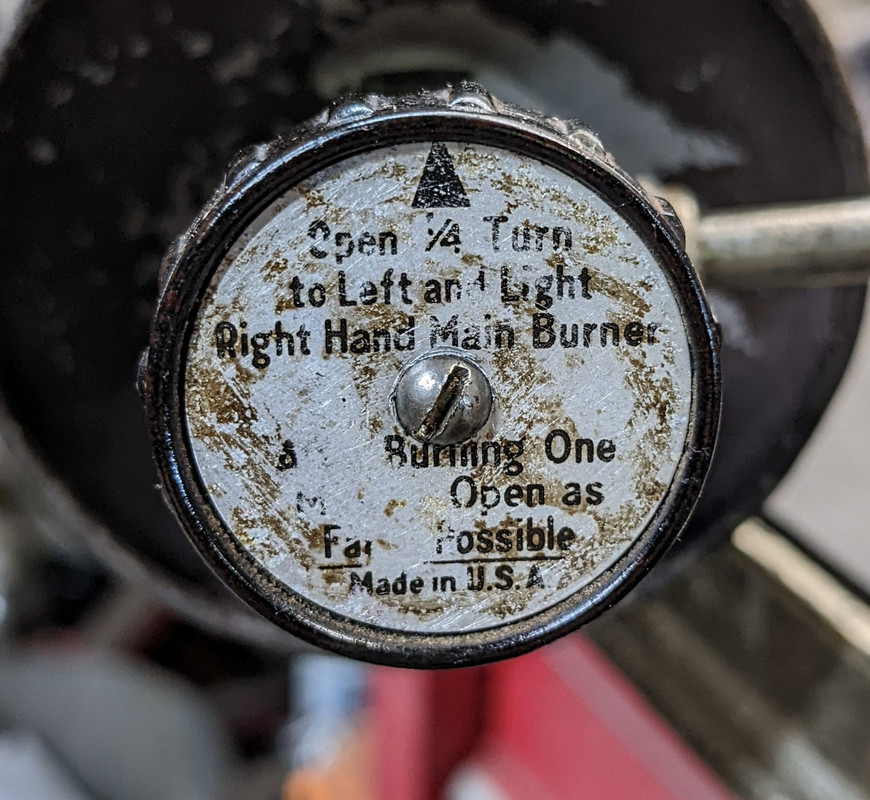 Open ¼ Turn
to Left and Light
Right Hand Main Burner
Burning One
Open as
Far Possible
Made in U.S.A